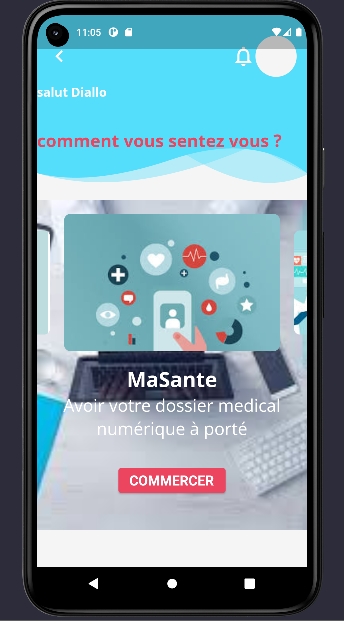 11:05
salut Diallo
comment vous sentez vous ?
MaSante
Avoir votre dossier medical
numérique à porté
COMMERCER